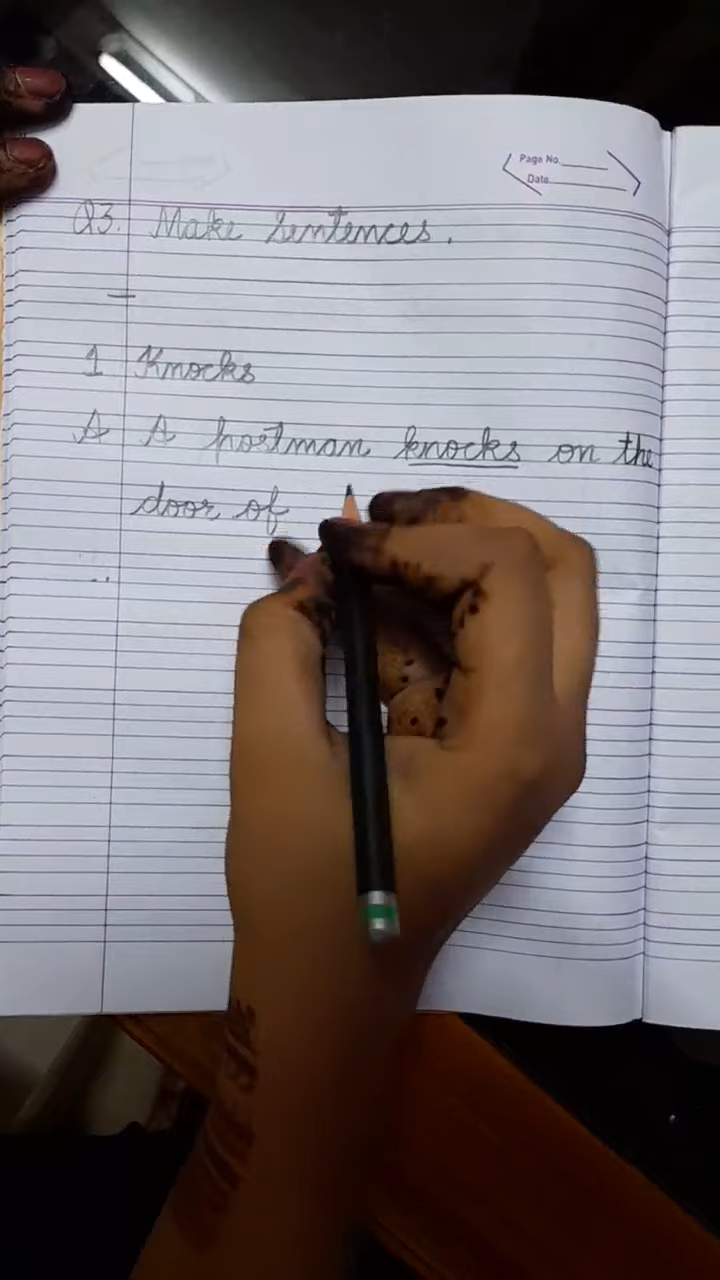 Page No.
Date
Q3. Make sentences.
1 Knocks
A A postman knocks on the
door of